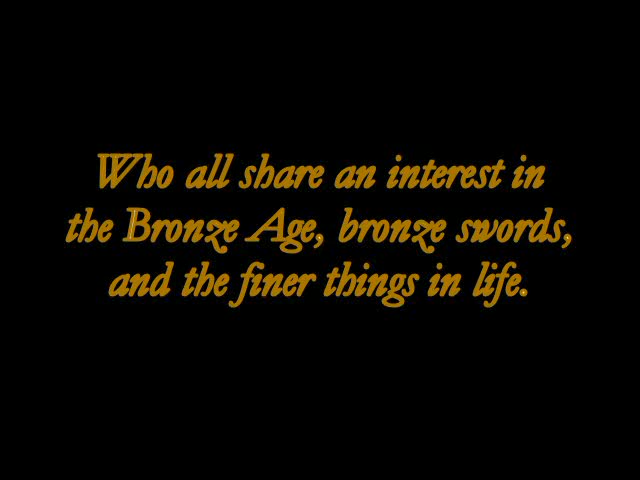 Who all share an interest in
the Bronze Age, bronze swords,
and the finer things in life.